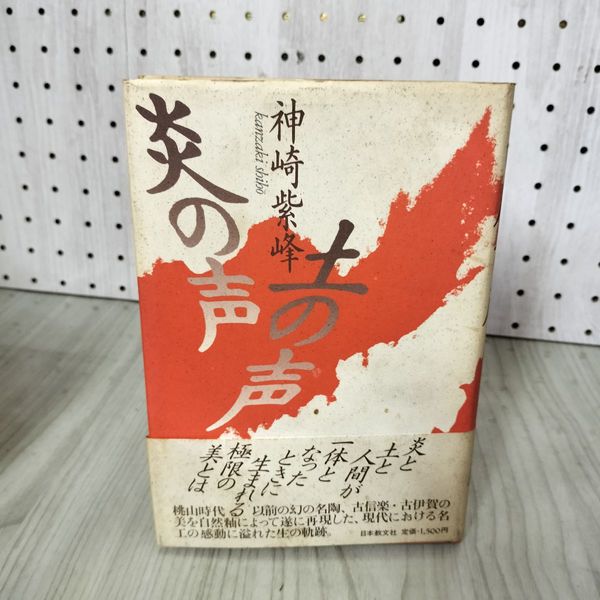 神崎紫峰
kanzaki shihō
炎の声
土の声
炎と
土と
人間が
一体と
なった
ときに
生まれる
極限の
美とは
桃山時代以前の幻の名陶、古信楽・古伊賀の
美を自然釉によって遂に再現した、現代における名
工の感動に溢れた生の軌跡。
日本教文社 定価・1,500円